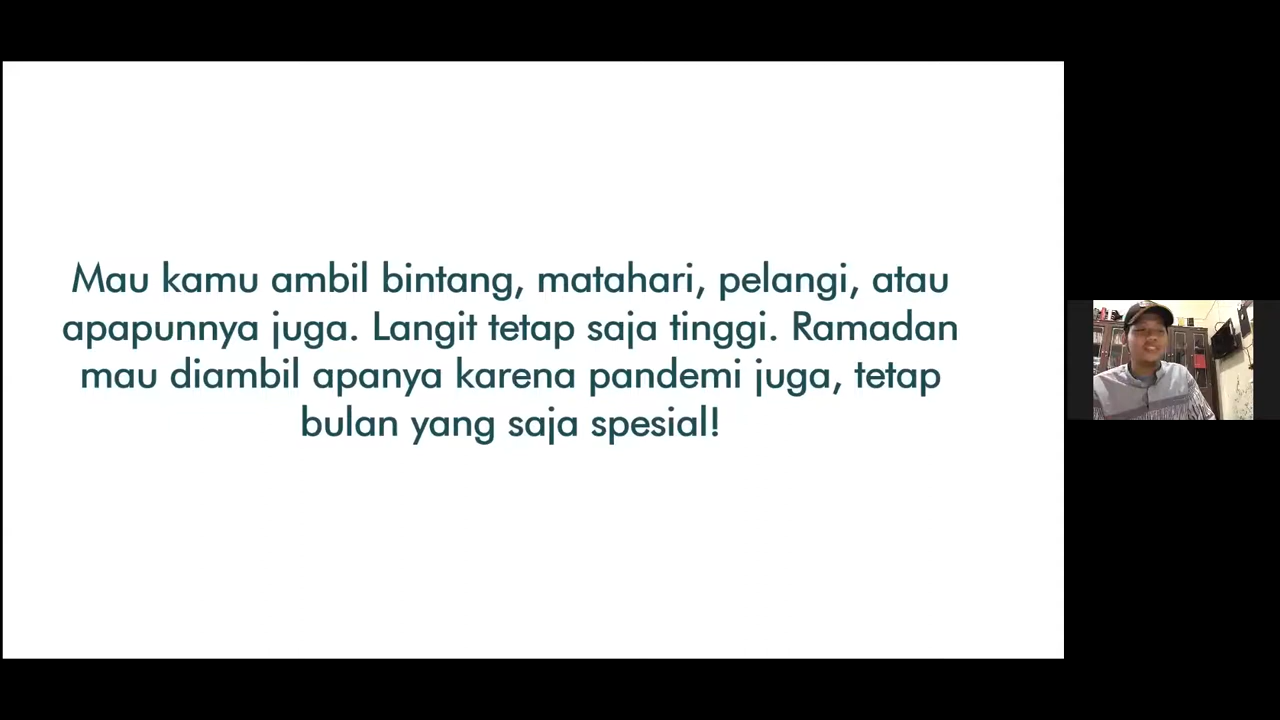 Mau kamu ambil bintang, matahari, pelangi, atau
apapunnya juga. Langit tetap saja tinggi. Ramadan
mau diambil apanya karena pandemi juga, tetap
bulan yang saja spesial!